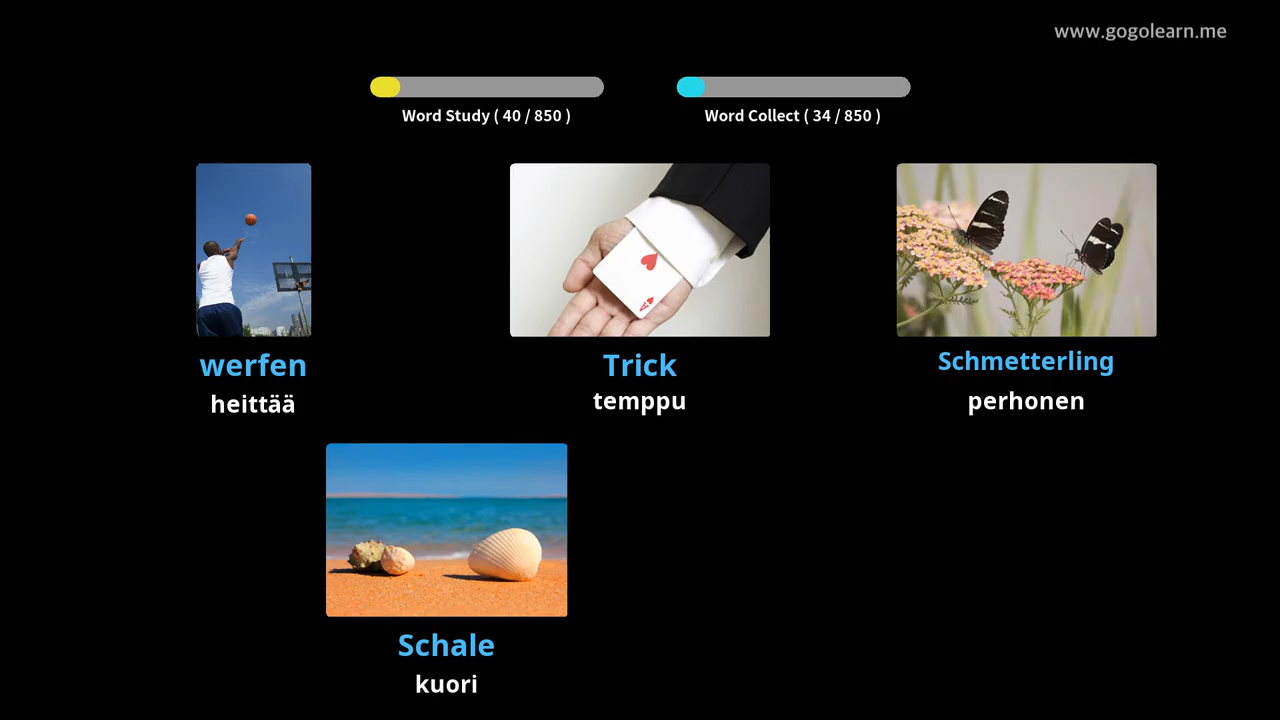 www.gogolearn.me
Word Study ( 40 / 850 )
Word Collect ( 34 / 850 )
werfen
heittää
Trick
temppu
Schmetterling
perhonen
Schale
kuori